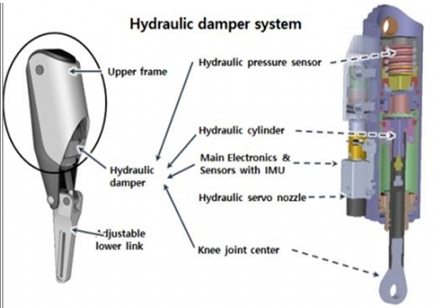 Hydraulic damper system
Upper frame
Hydraulic pressure sensor
Hydraulic cylinder
Main Electronics &
Sensors with IMU
Hydraulic
damper
Hydraulic servo nozzle
Adjustable
lower link
Knee joint center